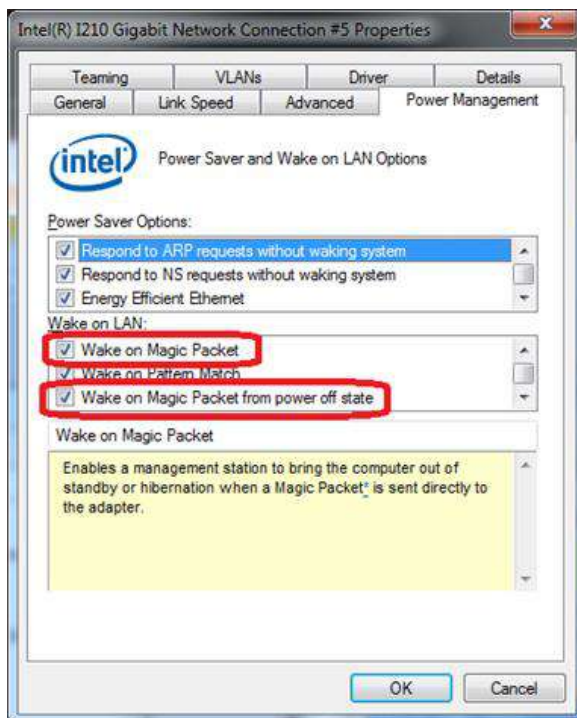 Intel(R) I210 Gigabit Network Connection #5 Properties
Teaming VLANs Driver Details
General Link Speed Advanced Power Management
intel
Power Saver and Wake on LAN Options
Power Saver Options:
Respond to ARP requests without waking system
Respond to NS requests without waking system
Energy Efficient Ethernet
Wake on LAN:
Wake on Magic Packet
Wake on Pattern Match
Wake on Magic Packet from power off state
Wake on Magic Packet
Enables a management station to bring the computer out of
standby or hibernation when a Magic Packet* is sent directly to
the adapter.
OK Cancel